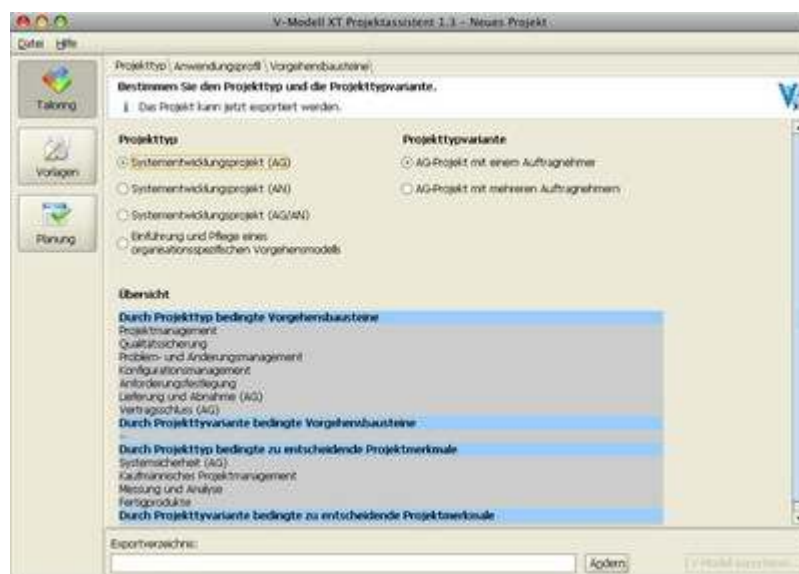 V-Modell XT Projektassistent 1.3 - Neues Projekt
Datei Hilfe
Projekttyp Anwendungsprofil Vorgehensbausteine
Bestimmen Sie den Projekttyp und die Projekttypvariante.
i Das Projekt kann jetzt exportiert werden.
Tailoring
Vorlagen
Planung
Projekttyp
Systementwicklungsprojekt (AG)
Systementwicklungsprojekt (AN)
Systementwicklungsprojekt (AG/AN)
Einführung und Pflege eines
organisationsspezifischen Vorgehensmodells
Projekttypvariante
AG-Projekt mit einem Auftragnehmer
AG-Projekt mit mehreren Auftragnehmern
Übersicht
Durch Projekttyp bedingte Vorgehensbausteine
Projektmanagement
Qualitätssicherung
Problem- und Änderungsmanagement
Konfigurationsmanagement
Anforderungsfestlegung
Lieferung und Abnahme (AG)
Vertragsschluss (AG)
Durch Projekttyvariante bedingte Vorgehensbausteine
--
Durch Projekttyp bedingte zu entscheidende Projektmerkmale
Systemsicherheit (AG)
Kaufmännisches Projektmanagement
Messung und Analyse
Fertigprodukte
Durch Projekttyvariante bedingte zu entscheidende Projektmerkmale
Exportverzeichnis:
Ändern
V-Modell